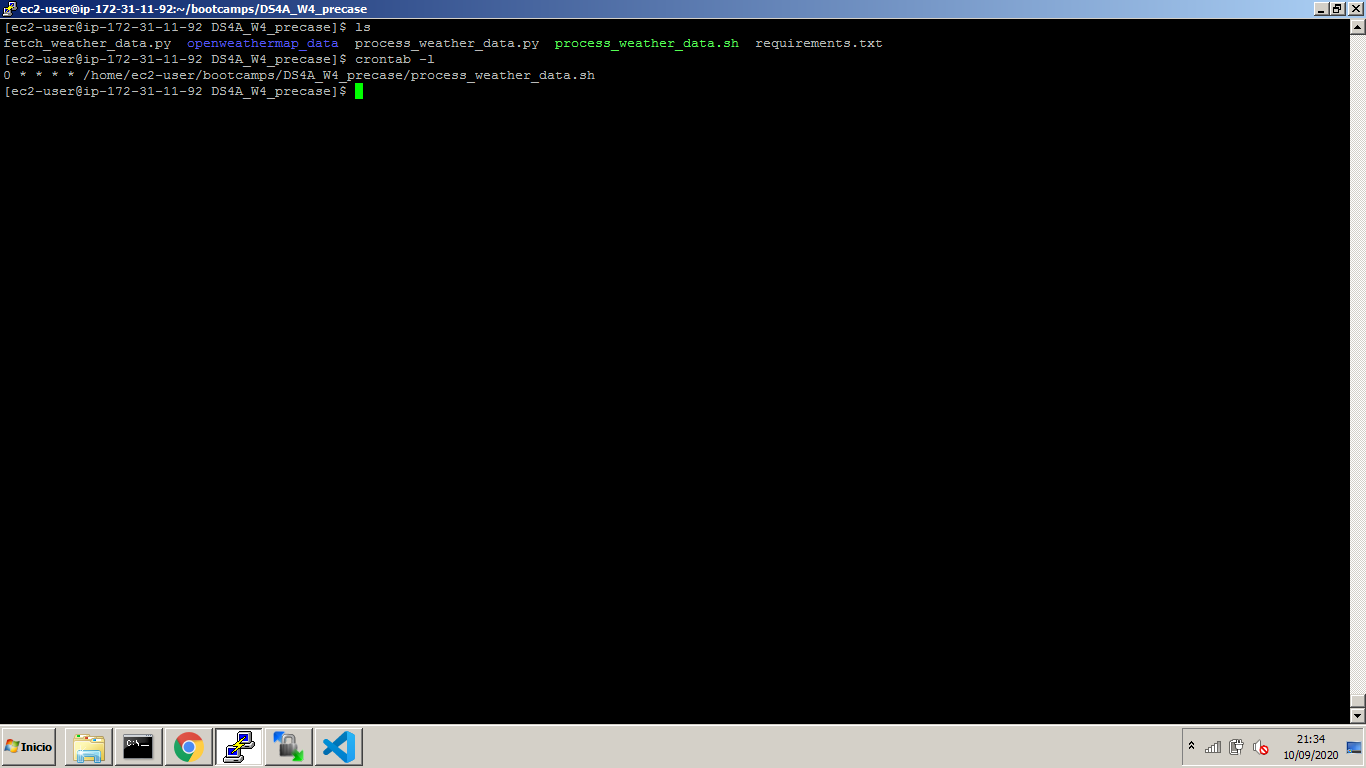 ec2-user@ip-172-31-11-92:~/bootcamps/DS4A_W4_precase
[ec2-user@ip-172-31-11-92 DS4A_W4_precase]$ ls
fetch_weather_data.py  openweathermap_data  process_weather_data.py  process_weather_data.sh  requirements.txt
[ec2-user@ip-172-31-11-92 DS4A_W4_precase]$ crontab -l
0 * * * * /home/ec2-user/bootcamps/DS4A_W4_precase/process_weather_data.sh
[ec2-user@ip-172-31-11-92 DS4A_W4_precase]$
Inicio
C:\._
21:34
10/09/2020